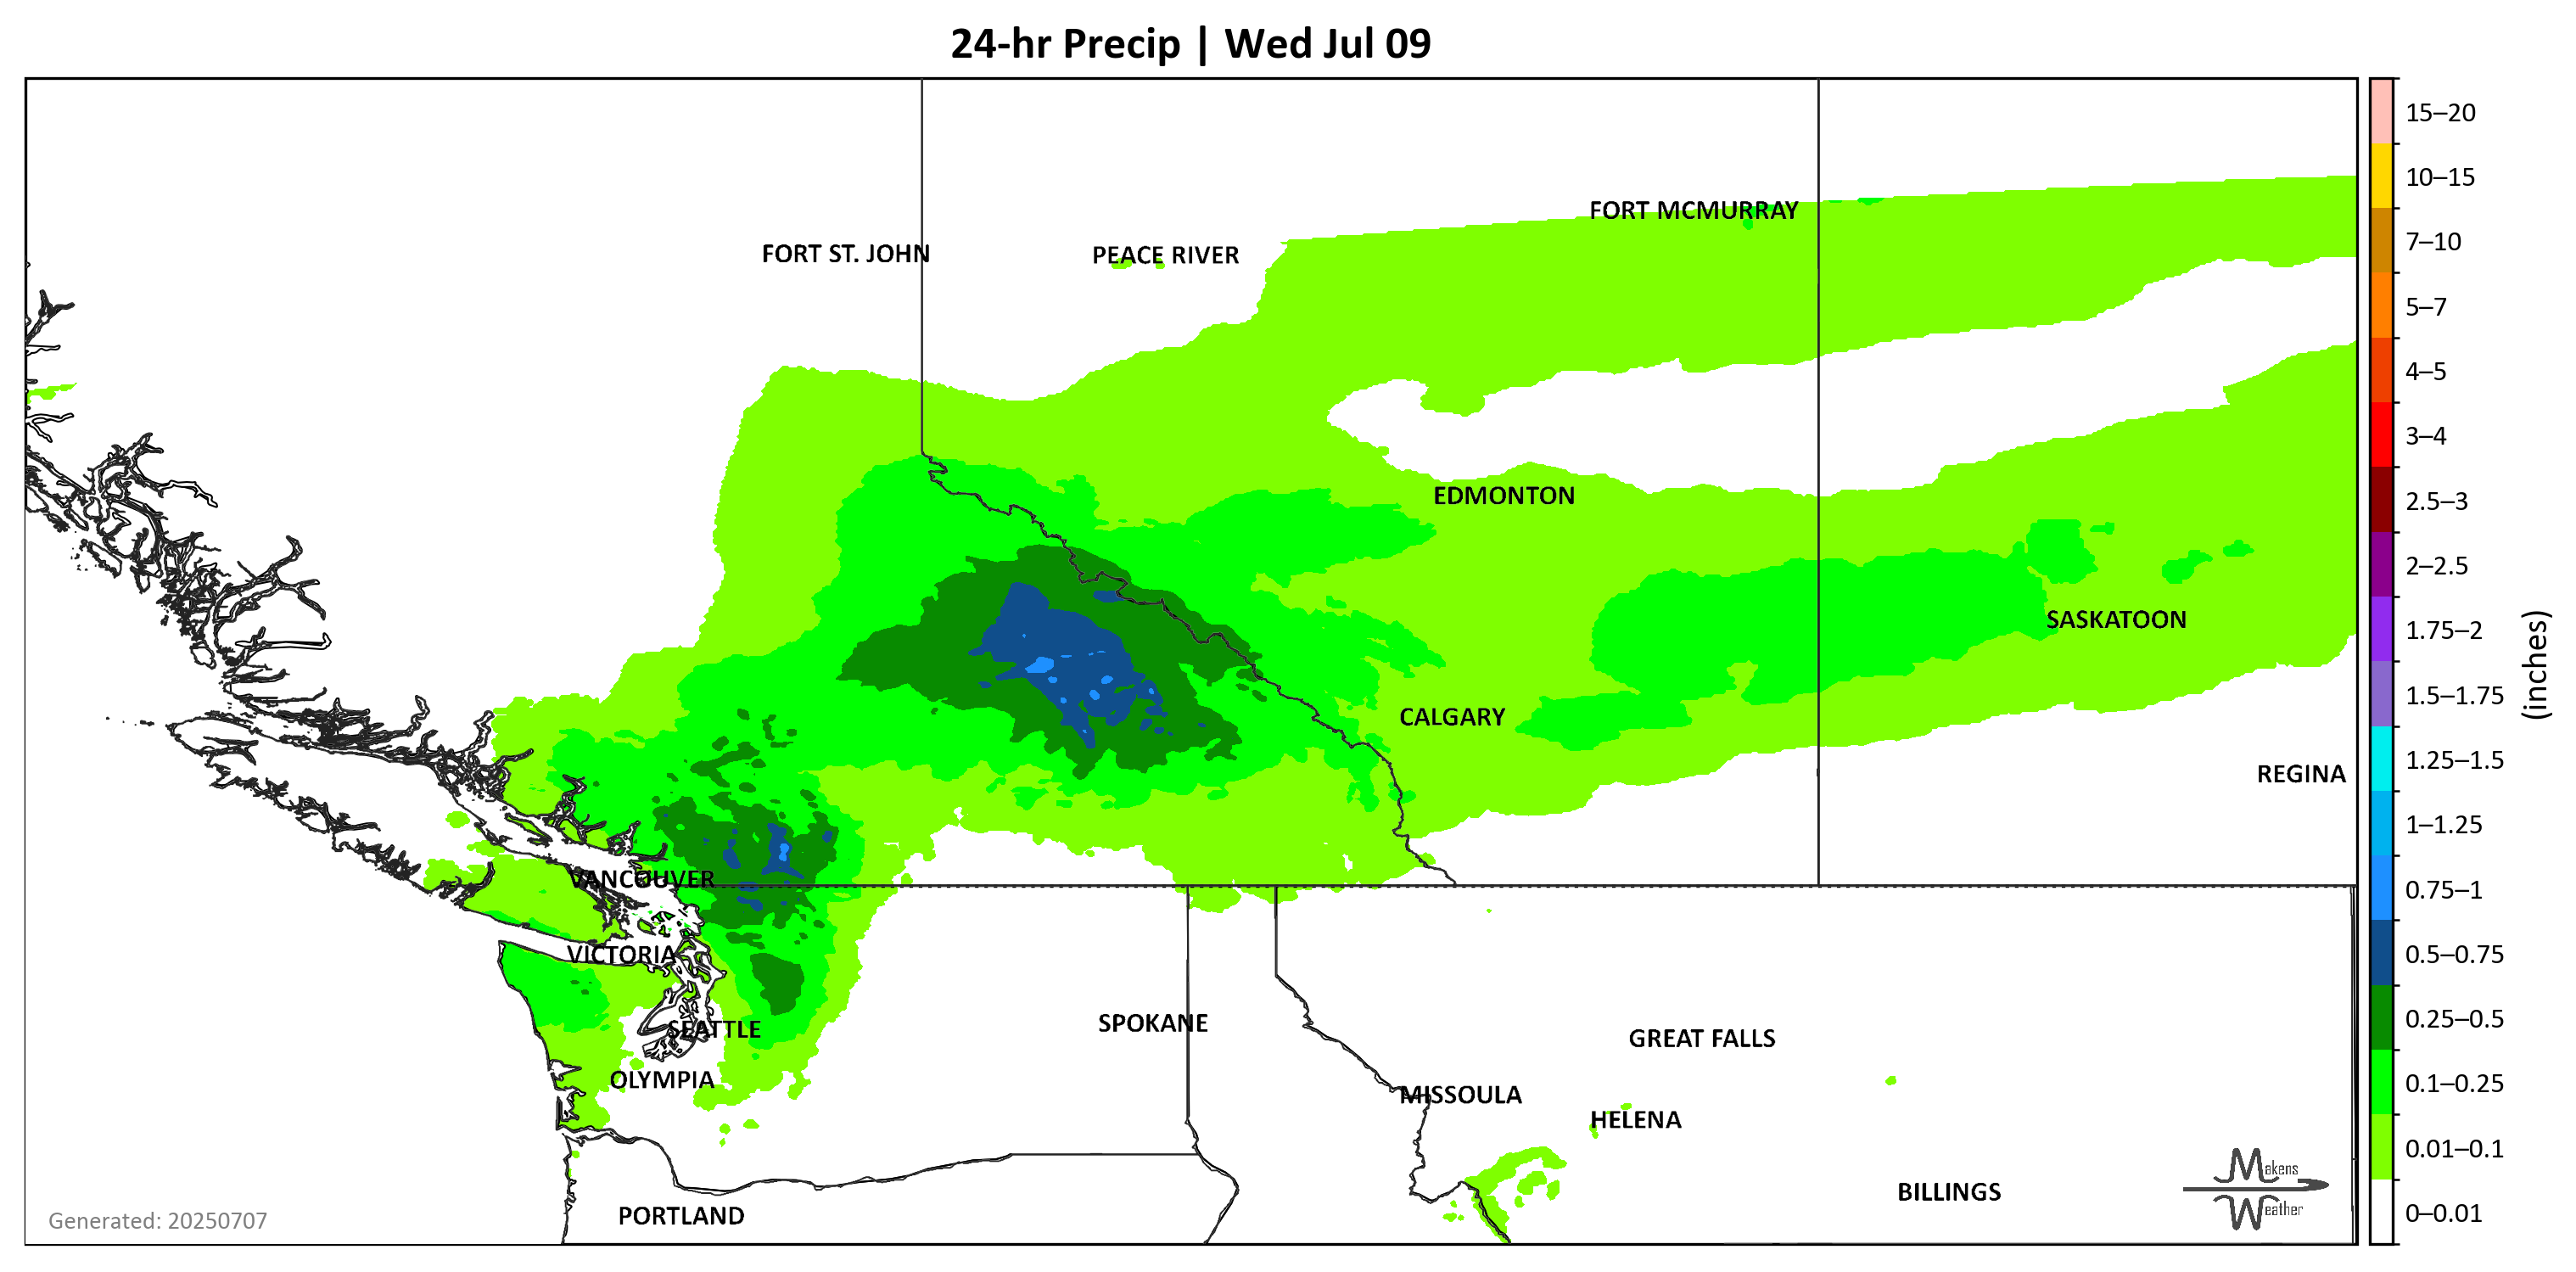 24-hr Precip | Wed Jul 09
FORT MCMURRAY
FORT ST. JOHN
PEACE RIVER
EDMONTON
SASKATOON
CALGARY
REGINA
VANCOUVER
VICTORIA
SEATTLE
SPOKANE
GREAT FALLS
OLYMPIA
MISSOULA
HELENA
BILLINGS
PORTLAND
Generated: 20250707
Makens
Weather
15–20
10–15
7–10
5–7
4–5
3–4
2.5–3
2–2.5
1.75–2
1.5–1.75
1.25–1.5
1–1.25
0.75–1
0.5–0.75
0.25–0.5
0.1–0.25
0.01–0.1
0–0.01
(inches)